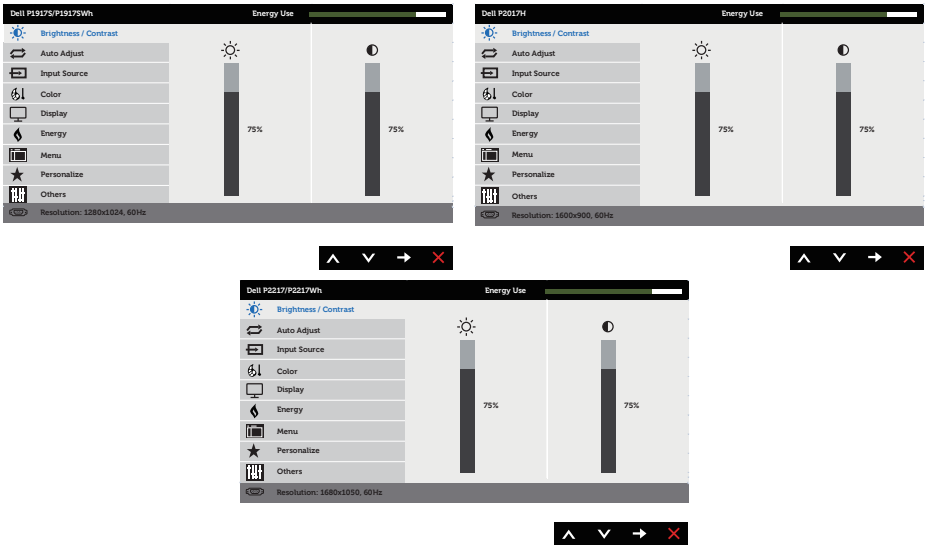 Dell P1917S/P1917SWh Energy Use
Brightness / Contrast
Auto Adjust
Input Source
Color
Display
Energy
Menu
Personalize
Others
75% 75%
Resolution: 1280x1024, 60Hz
Dell P2017H Energy Use
Brightness / Contrast
Auto Adjust
Input Source
Color
Display
Energy
Menu
Personalize
Others
75% 75%
Resolution: 1600x900, 60Hz
Dell P2217/P2217Wh Energy Use
Brightness / Contrast
Auto Adjust
Input Source
Color
Display
Energy
Menu
Personalize
Others
75% 75%
Resolution: 1680x1050, 60Hz